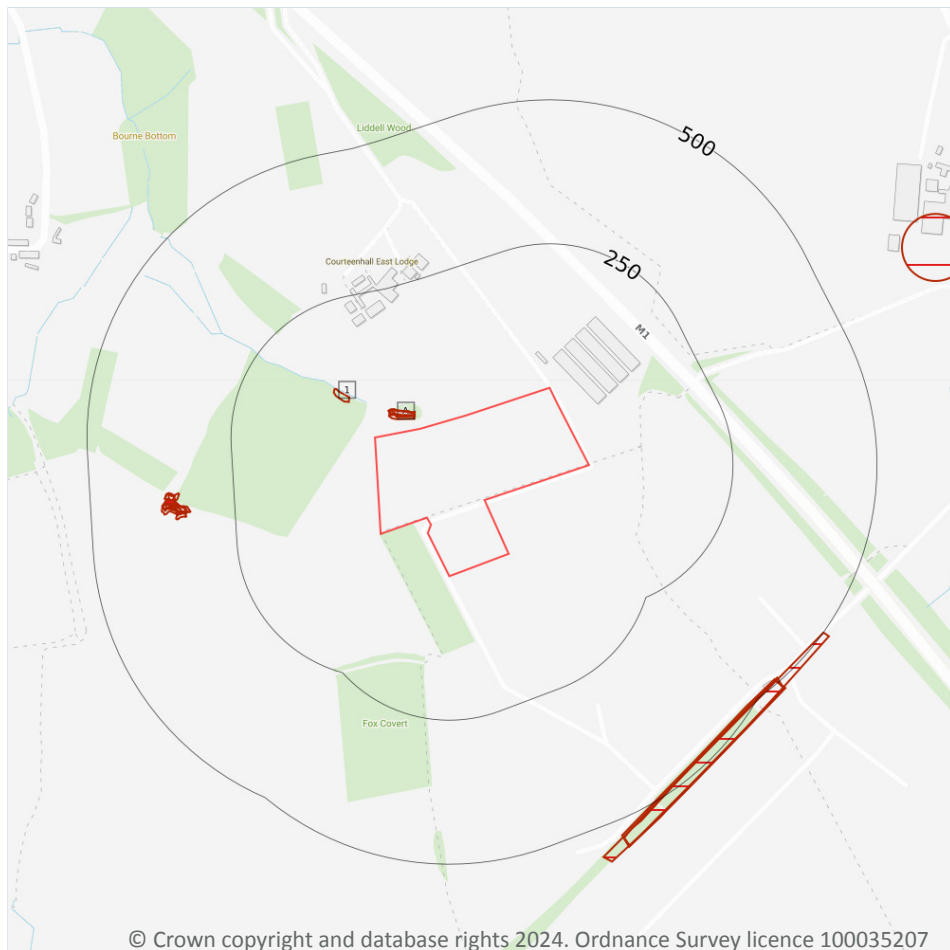 Liddell Wood
500
Bourne Bottom
Courteenhall East Lodge
250
M1
1
Fox Covert
© Crown copyright and database rights 2024. Ordnance Survey licence 100035207